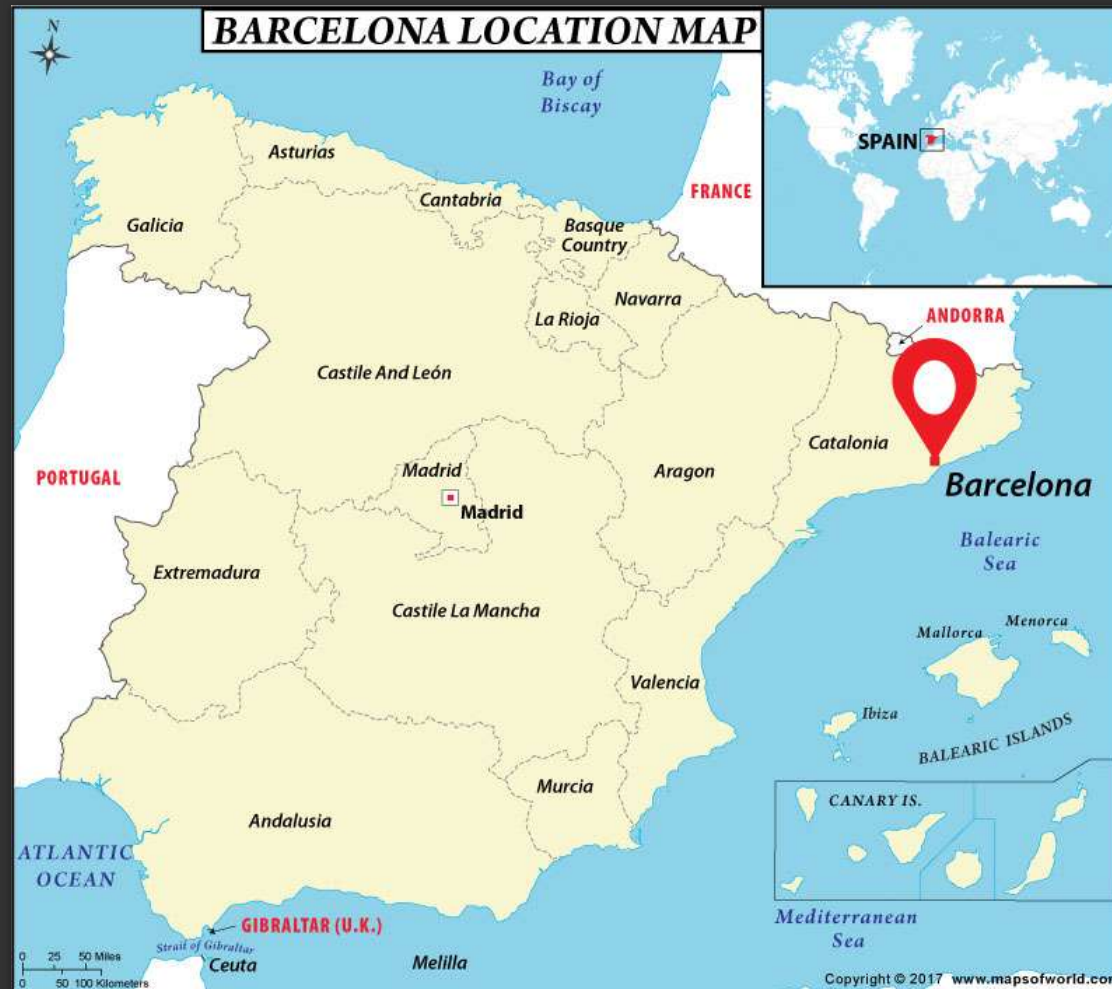 N
BARCELONA LOCATION MAP
Bay of
Biscay
SPAIN
FRANCE
Asturias
Cantabria
Galicia
Basque
Country
Navarra
La Rioja
ANDORRA
Castile And León
Catalonia
PORTUGAL
Madrid
Aragon
Barcelona
Madrid
Balearic
Sea
Extremadura
Castile La Mancha
Mallorca
Menorca
Valencia
Ibiza
BALEARIC ISLANDS
Murcia
CANARY IS.
Andalusia
ATLANTIC
OCEAN
GIBRALTAR (U.K.)
Mediterranean
Sea
Strait of Gibraltar
Ceuta
Melilla
0 25 50 Miles
0 50 100 Kilometers
Copyright © 2017 www.mapsofworld.com